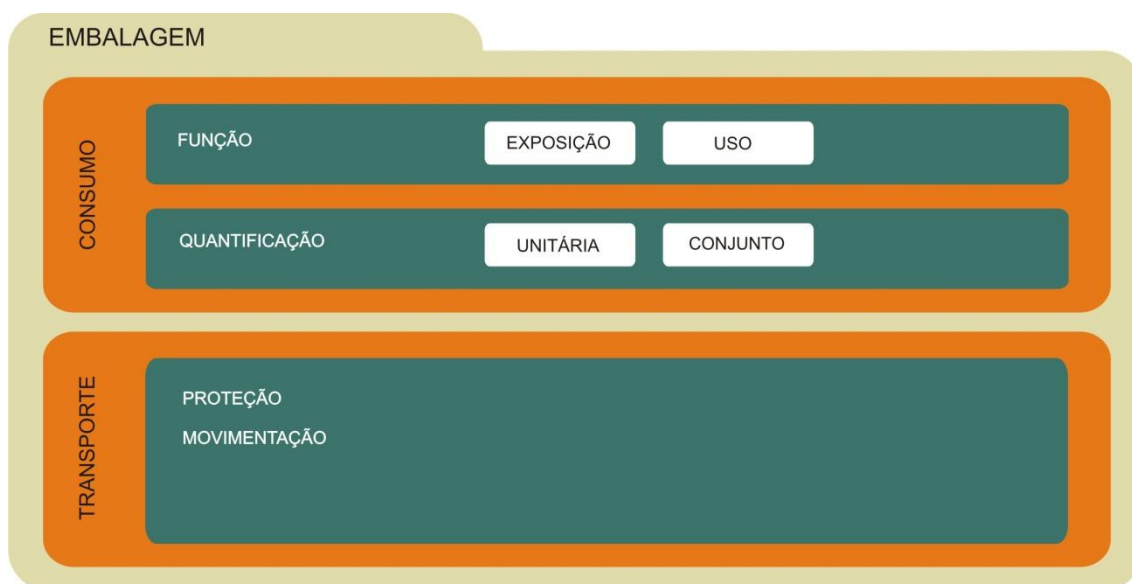 EMBALAGEM
CONSUMO
FUNÇÃO EXPOSIÇÃO USO
QUANTIFICAÇÃO UNITÁRIA CONJUNTO
TRANSPORTE
PROTEÇÃO
MOVIMENTAÇÃO